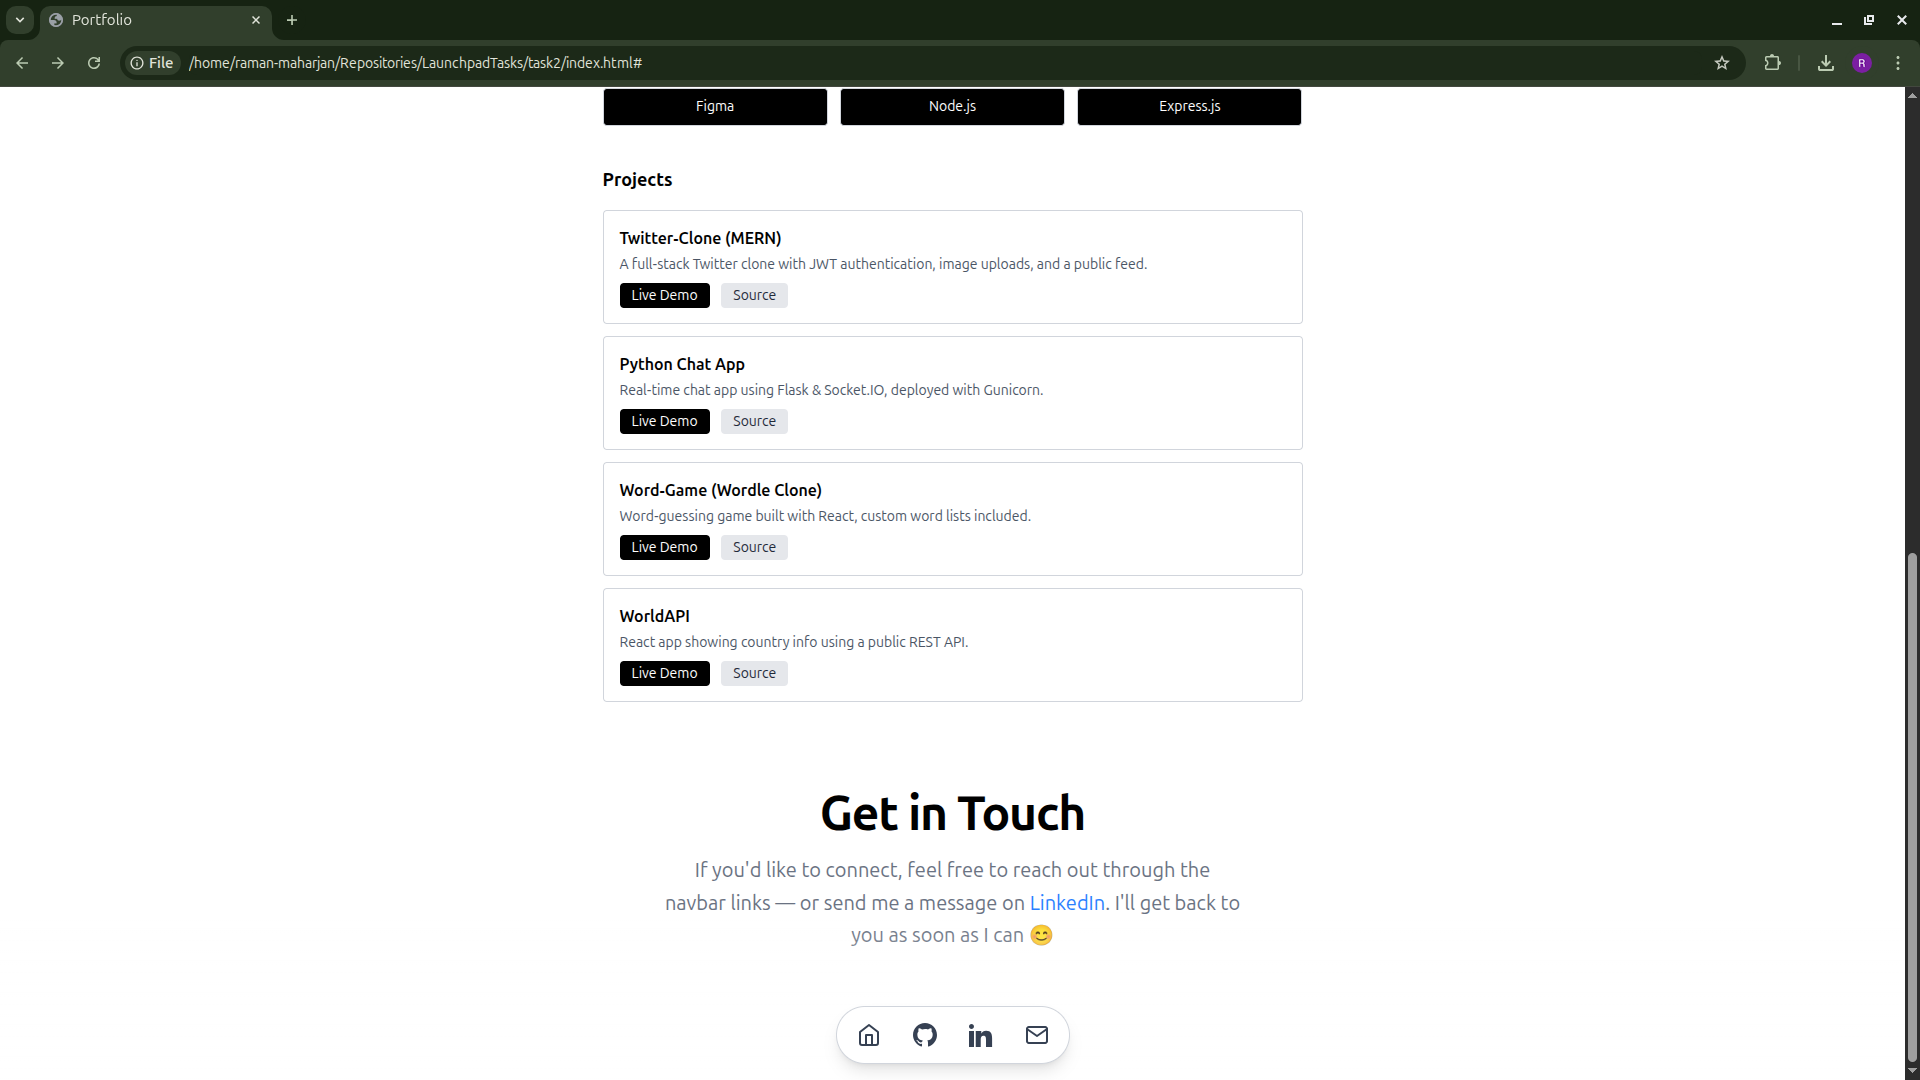 Portfolio
File
/home/raman-maharjan/Repositories/LaunchpadTasks/task2/index.html#
R
Figma
Node.js
Express.js
Projects
Twitter-Clone (MERN)
A full-stack Twitter clone with JWT authentication, image uploads, and a public feed.
Live Demo
Source
Python Chat App
Real-time chat app using Flask & Socket.IO, deployed with Gunicorn.
Live Demo
Source
Word-Game (Wordle Clone)
Word-guessing game built with React, custom word lists included.
Live Demo
Source
WorldAPI
React app showing country info using a public REST API.
Live Demo
Source
Get in Touch
If you'd like to connect, feel free to reach out through the
navbar links — or send me a message on LinkedIn. I'll get back to
you as soon as I can 😊
in